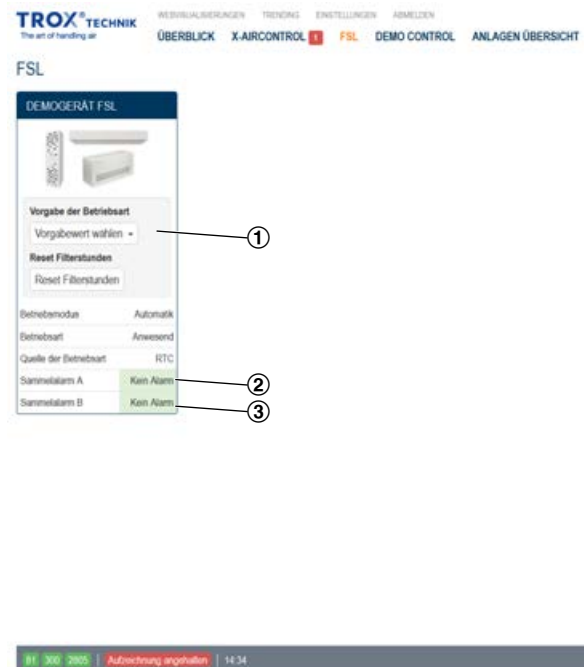 TROX® TECHNIK
The art of handling air
WEBVISUALISIERUNGEN TRENDING EINSTELLUNGEN ABMELDEN
ÜBERBLICK X-AIRCONTROL 1 FSL DEMO CONTROL ANLAGEN ÜBERSICHT
FSL
DEMOGERÄT FSL
Vorgabe der Betriebsart
Vorgabewert wählen
1
Reset Filterstunden
Reset Filterstunden
Betriebsmodus Automatik
Betriebsart Anwesend
Quelle der Betriebsart RTC
Sammelalarm A Kein Alarm
2
Sammelalarm B Kein Alarm
3
81 300 2805 Aufzeichnung angehalten 14:34